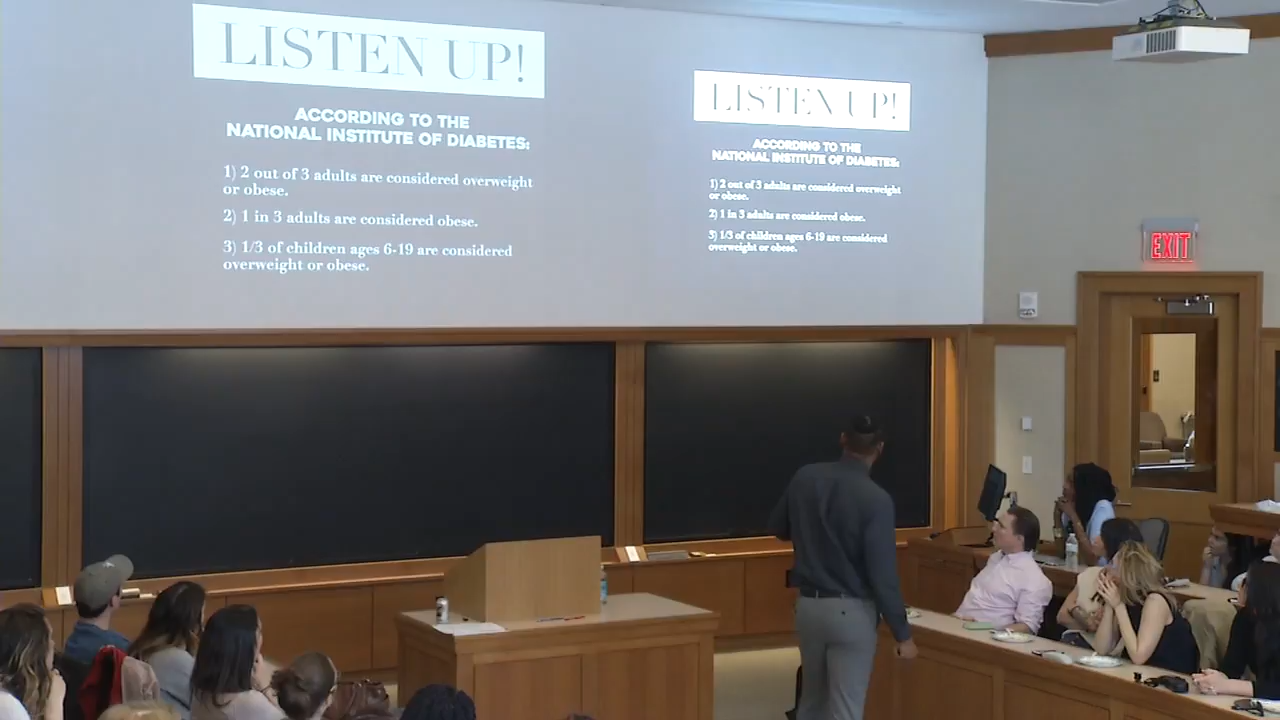 LISTEN UP!
ACCORDING TO THE
NATIONAL INSTITUTE OF DIABETES:
1) 2 out of 3 adults are considered overweight
or obese.
2) 1 in 3 adults are considered obese.
3) 1/3 of children ages 6-19 are considered
overweight or obese.
LISTEN UP!
ACCORDING TO THE
NATIONAL INSTITUTE OF DIABETES:
1) 2 out of 3 adults are considered overweight
or obese.
2) 1 in 3 adults are considered obese.
3) 1/3 of children ages 6-19 are considered
overweight or obese.
EXIT